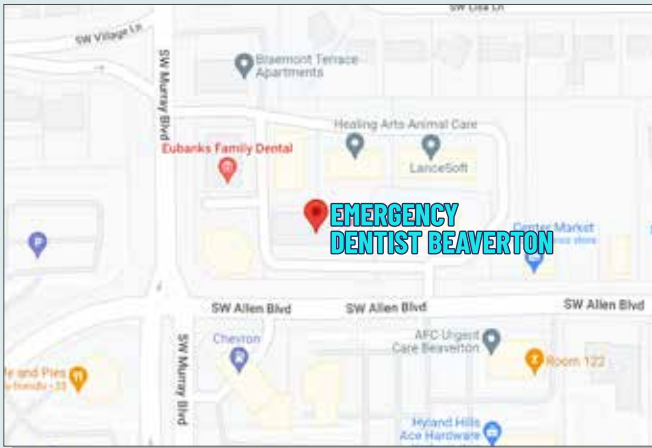 SW Lisa Ln
SW Village Ln
SW Murray Blvd
Braemont Terrace
Apartments
Healing Arts Animal Care
Eubanks Family Dental
LanceSoft
EMERGENCY
DENTIST BEAVERTON
Center Market
P
SW Allen Blvd
SW Allen Blvd
SW Allen Blvd
SW Murray Blvd
Chevron
AFC Urgent
Care Beaverton
Room 122
and Pies
Hyland Hills
Ace Hardware